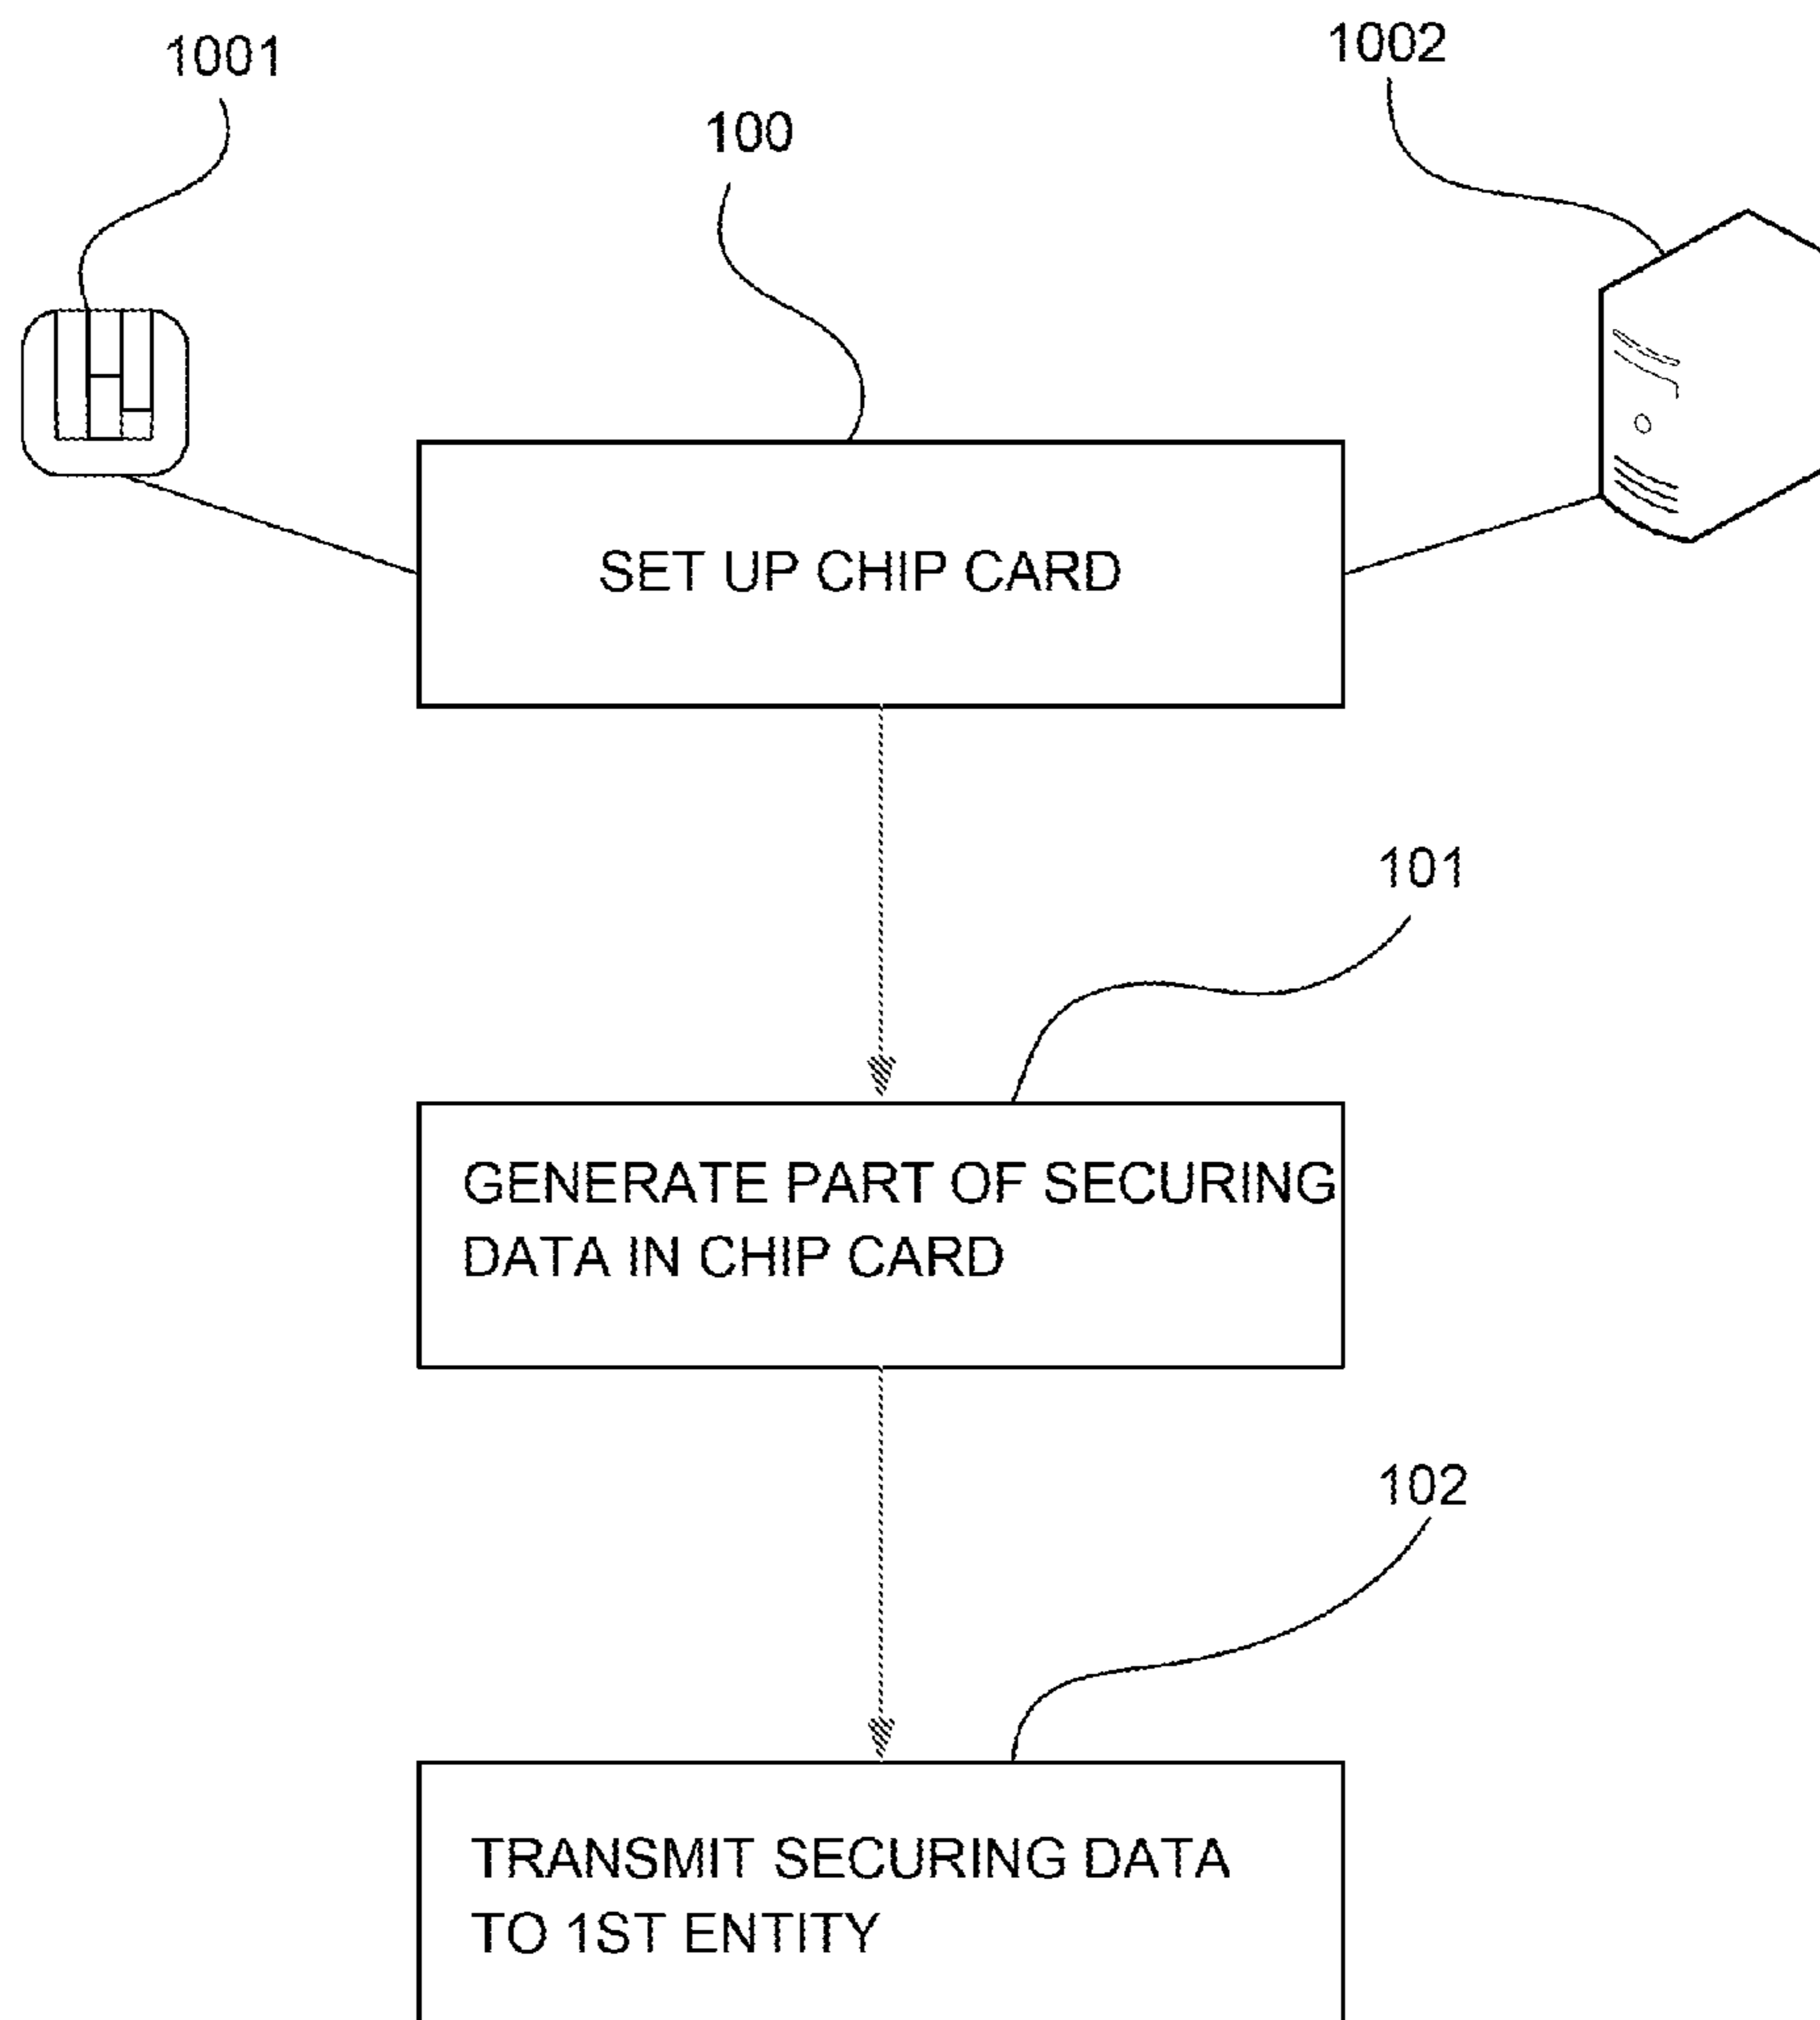 1001
1002
100
SET UP CHIP CARD
101
GENERATE PART OF SECURING
DATA IN CHIP CARD
102
TRANSMIT SECURING DATA
TO 1ST ENTITY